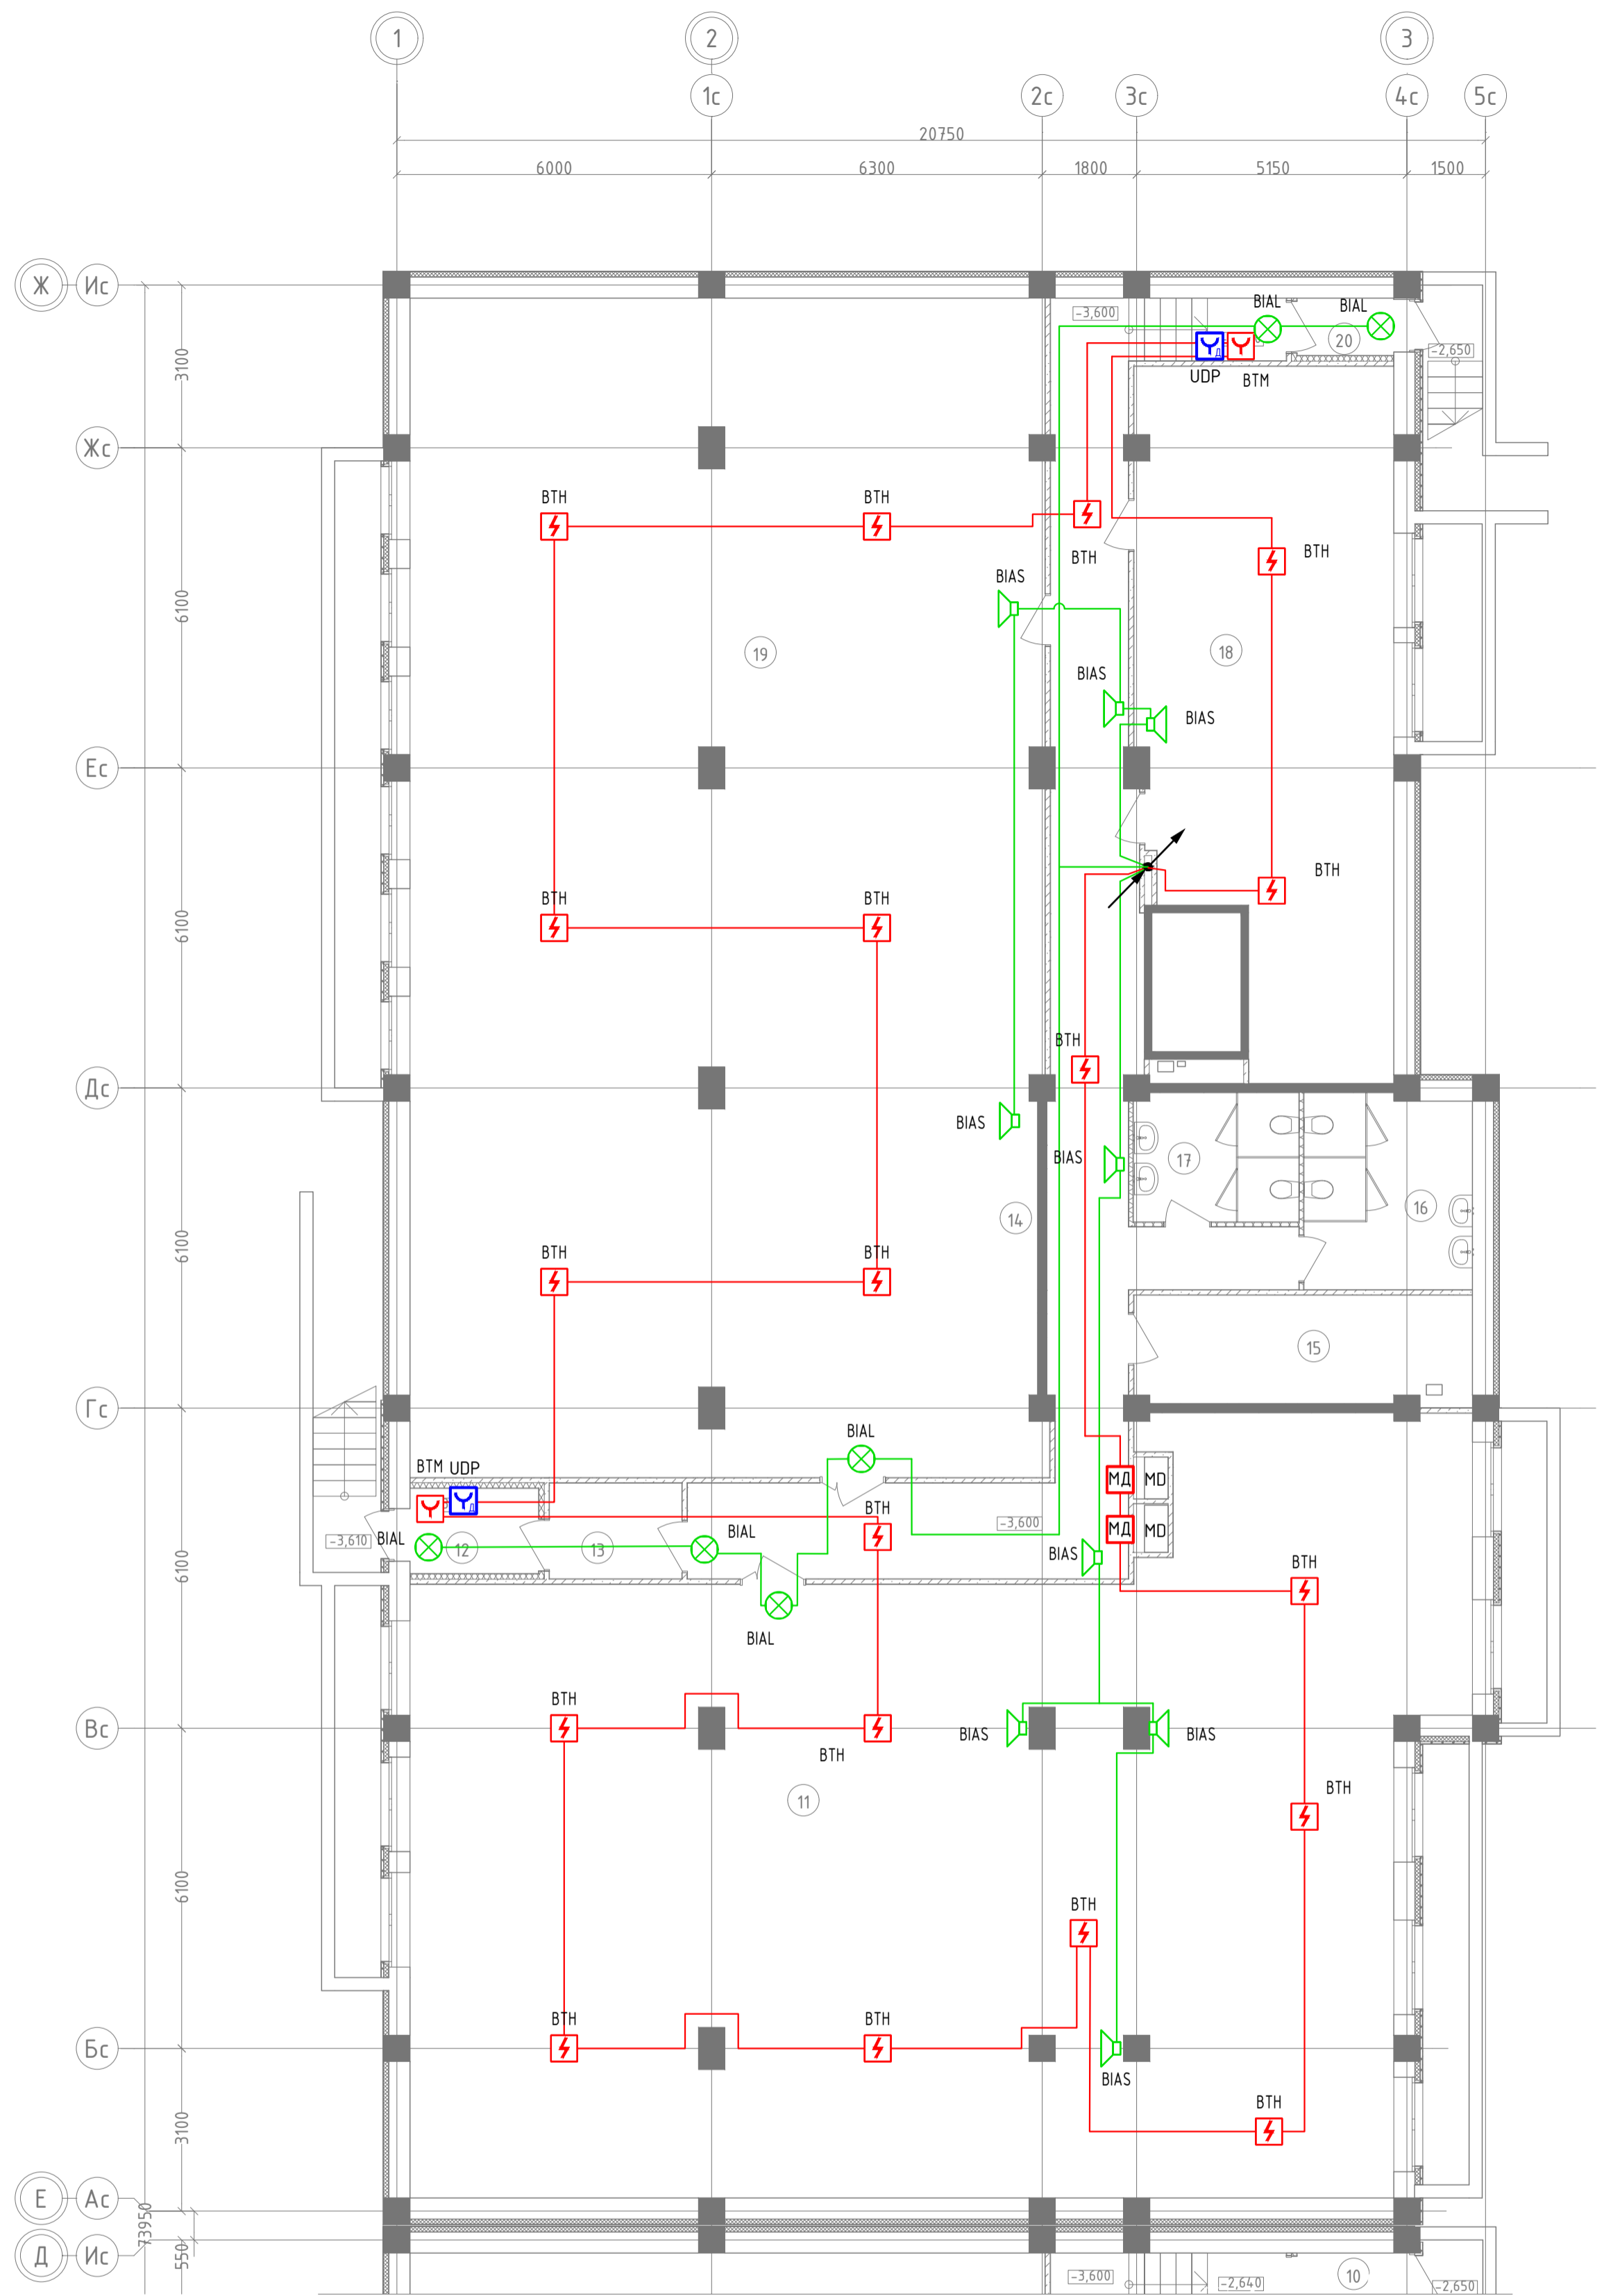 1
2
3
1с
2с
3с
4с
5с
20750
6000
6300
1800
5150
1500
Ж
Ис
BIAL
BIAL
-3,600
20
-2,650
UDP
BTM
3100
Жс
BTH
BTH
BTH
BTH
BIAS
6100
19
18
BIAS
BIAS
Ес
BTH
BTH
BTH
6100
BTH
Дс
BIAS
BIAS
17
16
14
6100
BTH
BTH
15
Гс
BIAL
BTM
UDP
МД
MD
BTH
-3,600
МД
MD
-3,610
BIAL
12
13
BIAL
BIAS
6100
BTH
BIAL
BTH
Вс
BIAS
BIAS
BTH
11
BTH
6100
BTH
BTH
BTH
Бс
BIAS
BTH
3100
Е
Ас
73950
Д
Ис
550
-3,600
-2,640
10
-2,650